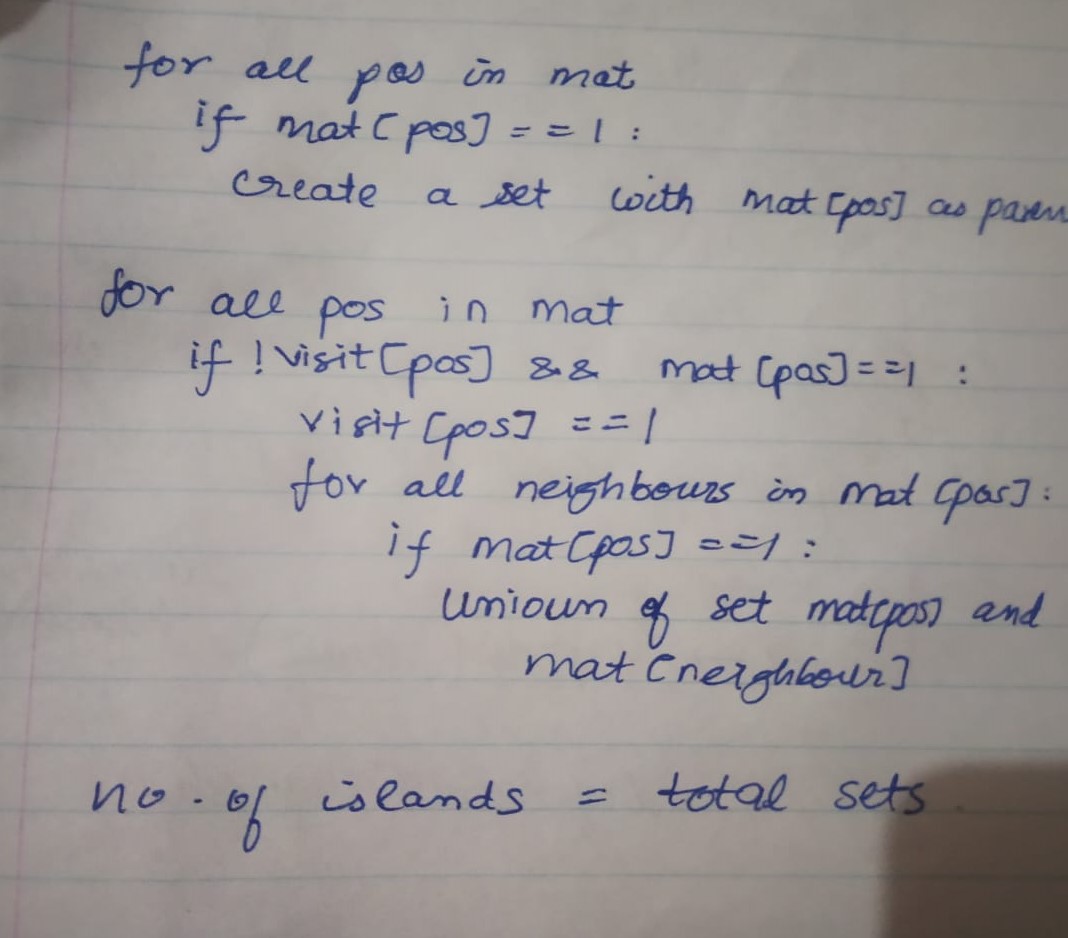 for all pos in mat
if mat[pos] == 1 :
create a set with mat[pos] as paren
for all pos in mat
if ! visit[pos] && mat [pos]==1 :
visit [pos] ==1
for all neighbours in mat [pos]:
if mat[pos] ==1 :
Unioun of set mat[pos] and
mat [neighbour]
no. of islands = total sets